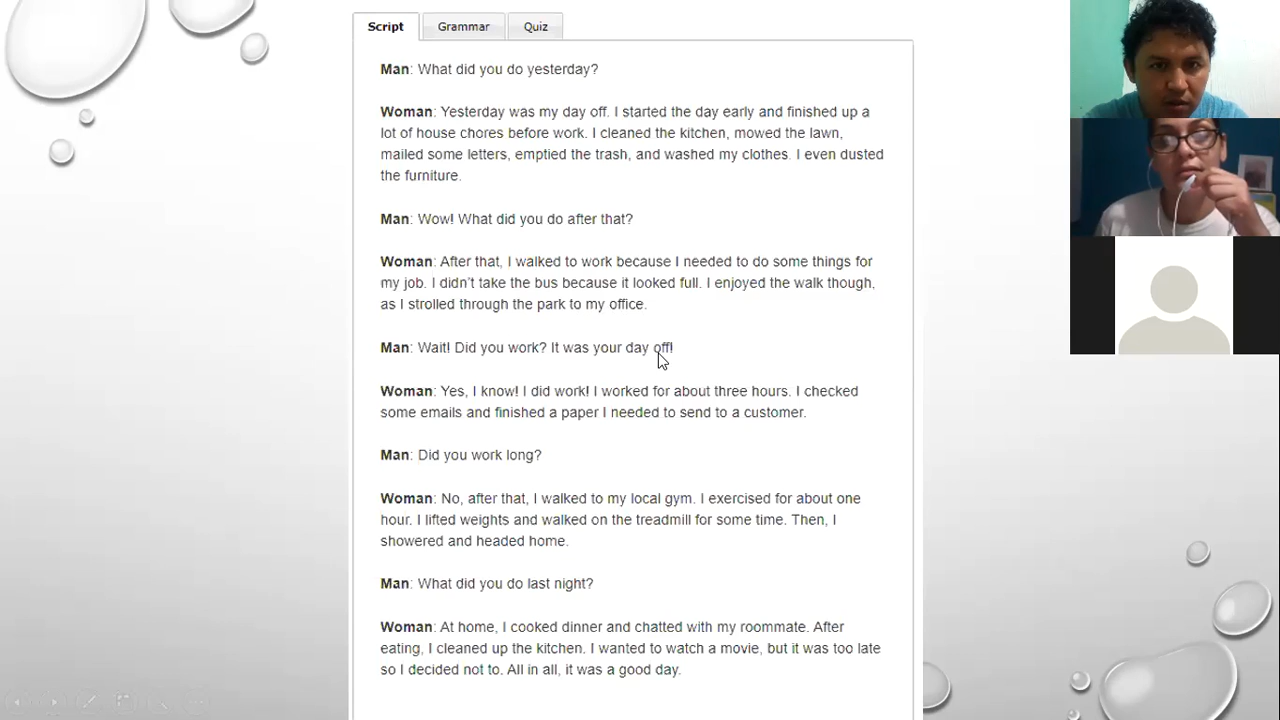 Script Grammar Quiz
Man: What did you do yesterday?
Woman: Yesterday was my day off. I started the day early and finished up a
lot of house chores before work. I cleaned the kitchen, mowed the lawn,
mailed some letters, emptied the trash, and washed my clothes. I even dusted
the furniture.
Man: Wow! What did you do after that?
Woman: After that, I walked to work because I needed to do some things for
my job. I didn’t take the bus because it looked full. I enjoyed the walk though,
as I strolled through the park to my office.
Man: Wait! Did you work? It was your day off!
Woman: Yes, I know! I did work! I worked for about three hours. I checked
some emails and finished a paper I needed to send to a customer.
Man: Did you work long?
Woman: No, after that, I walked to my local gym. I exercised for about one
hour. I lifted weights and walked on the treadmill for some time. Then, I
showered and headed home.
Man: What did you do last night?
Woman: At home, I cooked dinner and chatted with my roommate. After
eating, I cleaned up the kitchen. I wanted to watch a movie, but it was too late
so I decided not to. All in all, it was a good day.